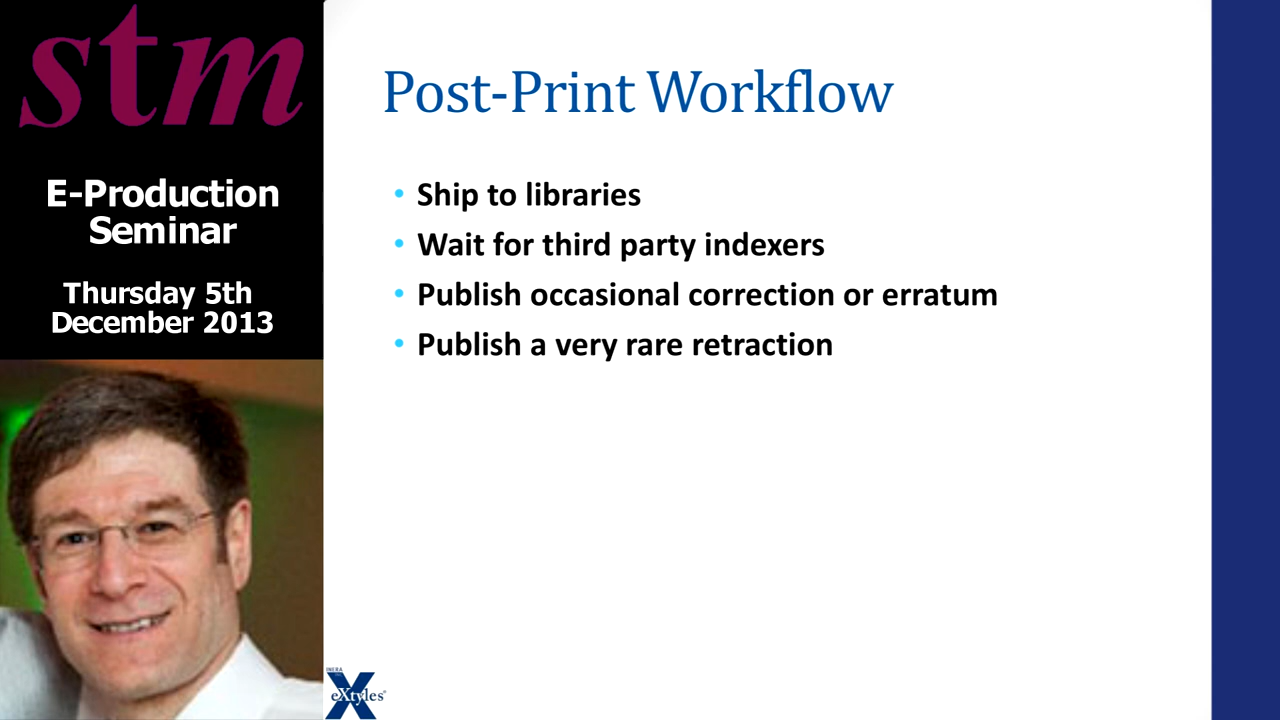 stm
E-Production
Seminar
Thursday 5th
December 2013
Post-Print Workflow
• Ship to libraries
• Wait for third party indexers
• Publish occasional correction or erratum
• Publish a very rare retraction
INERA
eXtyles®